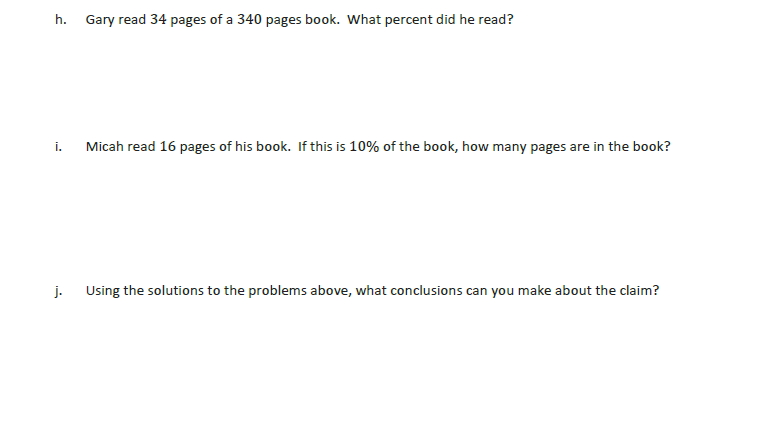 h. Gary read 34 pages of a 340 pages book. What percent did he read?
i. Micah read 16 pages of his book. If this is 10% of the book, how many pages are in the book?
j. Using the solutions to the problems above, what conclusions can you make about the claim?